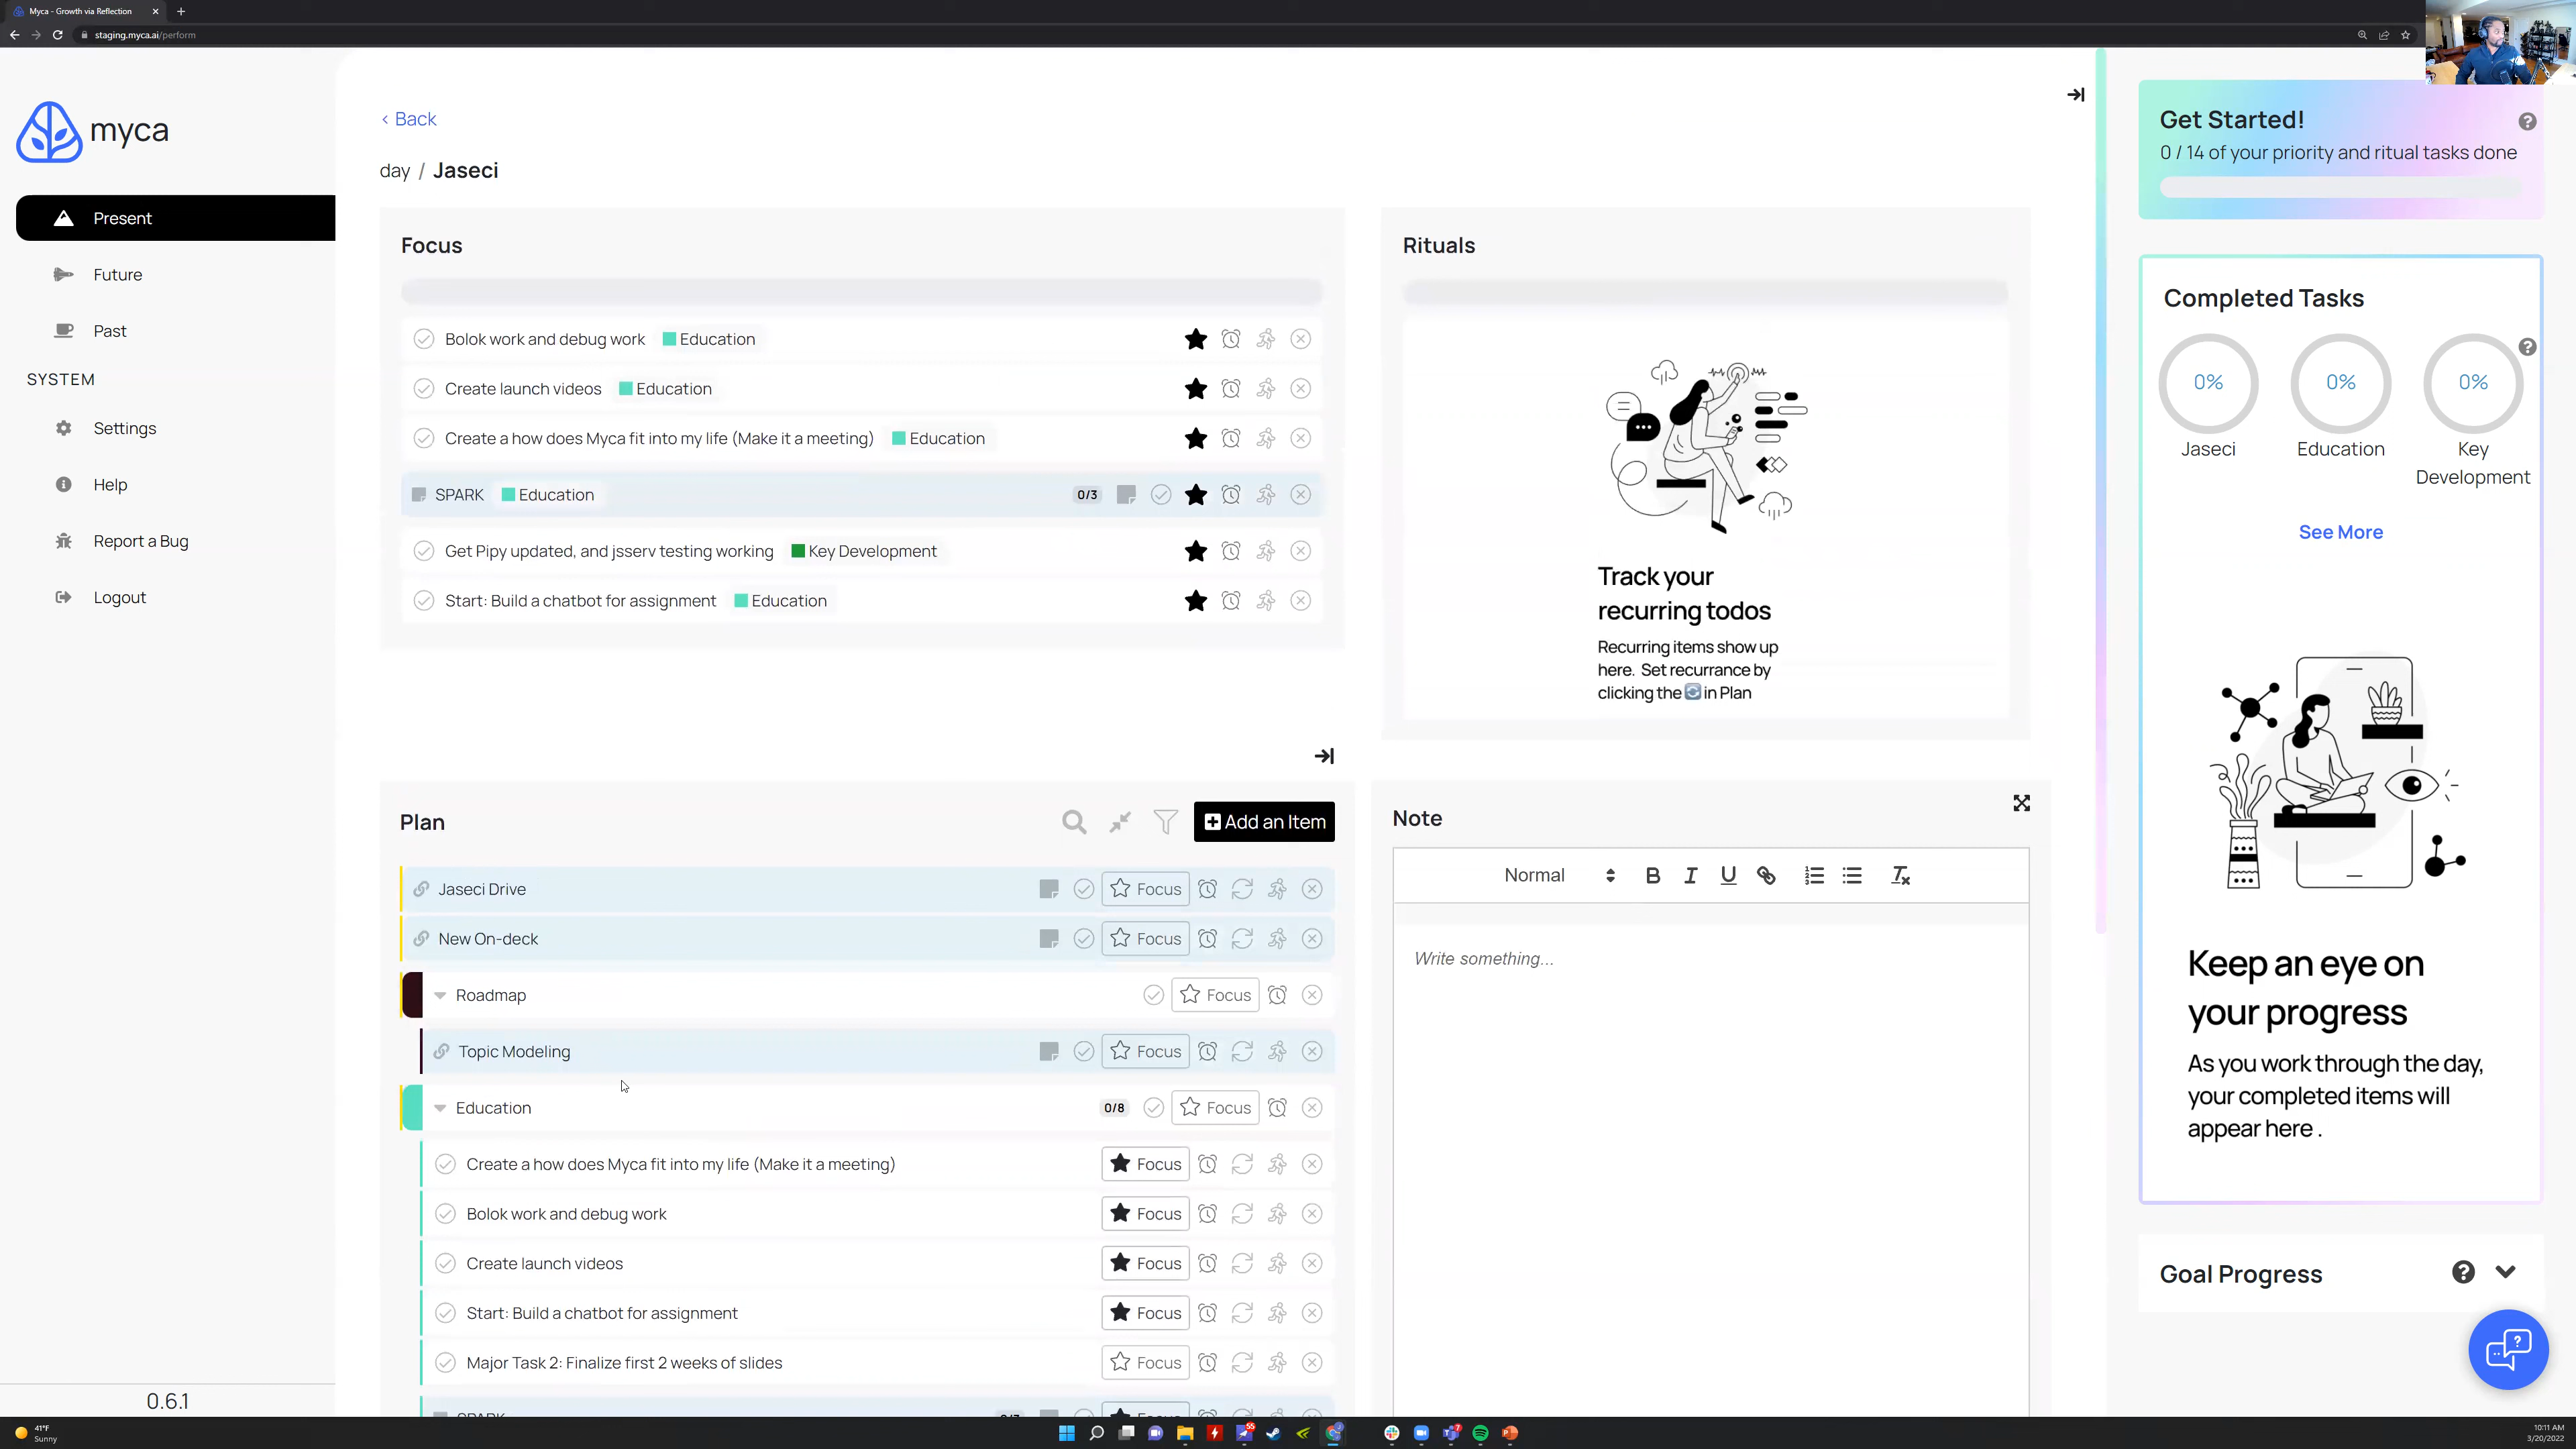 Myca - Growth via Reflection
staging.myca.ai/perform
myca
Present
Future
Past
SYSTEM
Settings
Help
Report a Bug
Logout
0.6.1
< Back
day / Jaseci
Focus
Bolok work and debug work Education
Create launch videos Education
Create a how does Myca fit into my life (Make it a meeting) Education
SPARK Education 0/3
Get Pipy updated, and jsserv testing working Key Development
Start: Build a chatbot for assignment Education
Rituals
Track your
recurring todos
Recurring items show up
here. Set recurrance by
clicking the in Plan
Plan
Add an Item
Jaseci Drive Focus
New On-deck Focus
Roadmap Focus
Topic Modeling Focus
Education 0/8 Focus
Create a how does Myca fit into my life (Make it a meeting) Focus
Bolok work and debug work Focus
Create launch videos Focus
Start: Build a chatbot for assignment Focus
Major Task 2: Finalize first 2 weeks of slides Focus
SPARK 0/3 Focus
Note
Normal
Write something...
Get Started!
0 / 14 of your priority and ritual tasks done
Completed Tasks
0% 0% 0%
Jaseci Education Key
Development
See More
Keep an eye on
your progress
As you work through the day,
your completed items will
appear here .
Goal Progress
41°F
Sunny
55
7
10:11 AM
3/20/2022